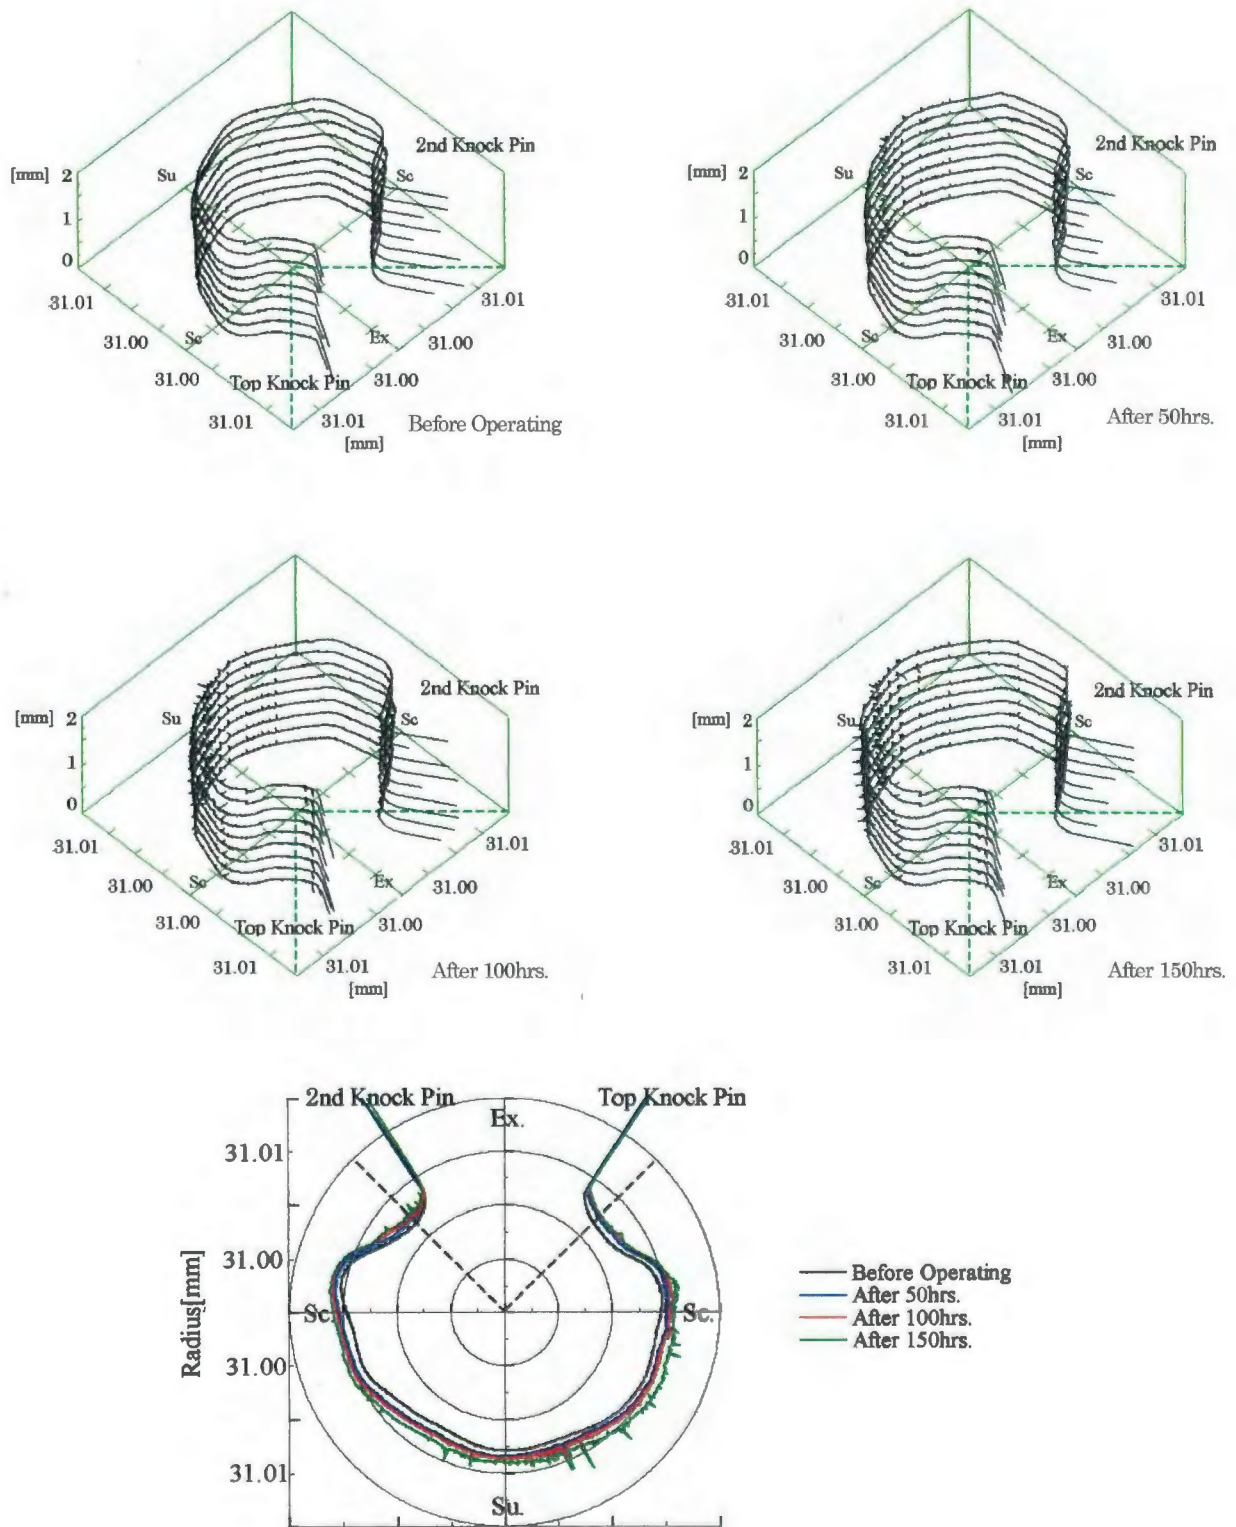 2nd Knock Pin
[mm] 2
Su
Sc
1
0
31.01
31.01
31.00
Sc
Ex
31.00
31.00
Top Knock Pin
31.00
31.01
31.01
[mm]
Before Operating
2nd Knock Pin
[mm] 2
Su
Sc
1
0
31.01
31.01
31.00
Sc
Ex
31.00
31.00
Top Knock Pin
31.00
31.01
31.01
[mm]
After 50hrs.
2nd Knock Pin
[mm] 2
Su
Sc
1
0
31.01
31.01
31.00
Sc
Ex
31.00
31.00
Top Knock Pin
31.00
31.01
31.01
[mm]
After 100hrs.
2nd Knock Pin
[mm] 2
Su
Sc
1
0
31.01
31.01
31.00
Sc
Ex
31.00
31.00
Top Knock Pin
31.00
31.01
31.01
[mm]
After 150hrs.
2nd Knock Pin
Top Knock Pin
Ex.
31.01
31.00
Sc.
Sc.
31.00
31.01
Su.
Radius[mm]
Before Operating
After 50hrs.
After 100hrs.
After 150hrs.